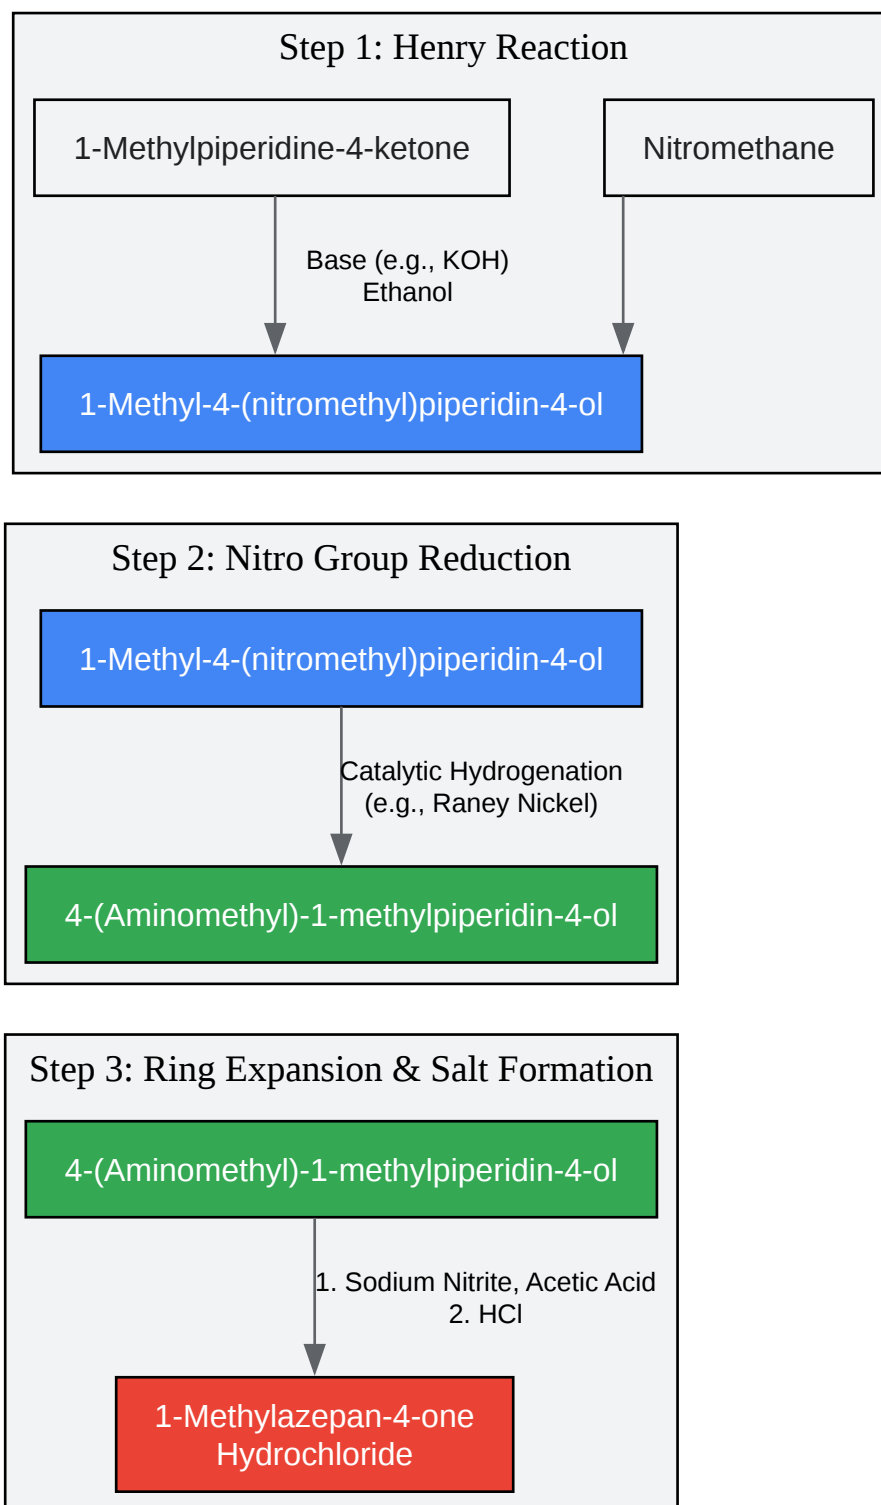 Step 1: Henry Reaction
1-Methylpiperidine-4-ketone
Nitromethane
Base (e.g., KOH)
Ethanol
1-Methyl-4-(nitromethyl)piperidin-4-ol
Step 2: Nitro Group Reduction
1-Methyl-4-(nitromethyl)piperidin-4-ol
Catalytic Hydrogenation
(e.g., Raney Nickel)
4-(Aminomethyl)-1-methylpiperidin-4-ol
Step 3: Ring Expansion & Salt Formation
4-(Aminomethyl)-1-methylpiperidin-4-ol
1. Sodium Nitrite, Acetic Acid
2. HCl
1-Methylazepan-4-one
Hydrochloride